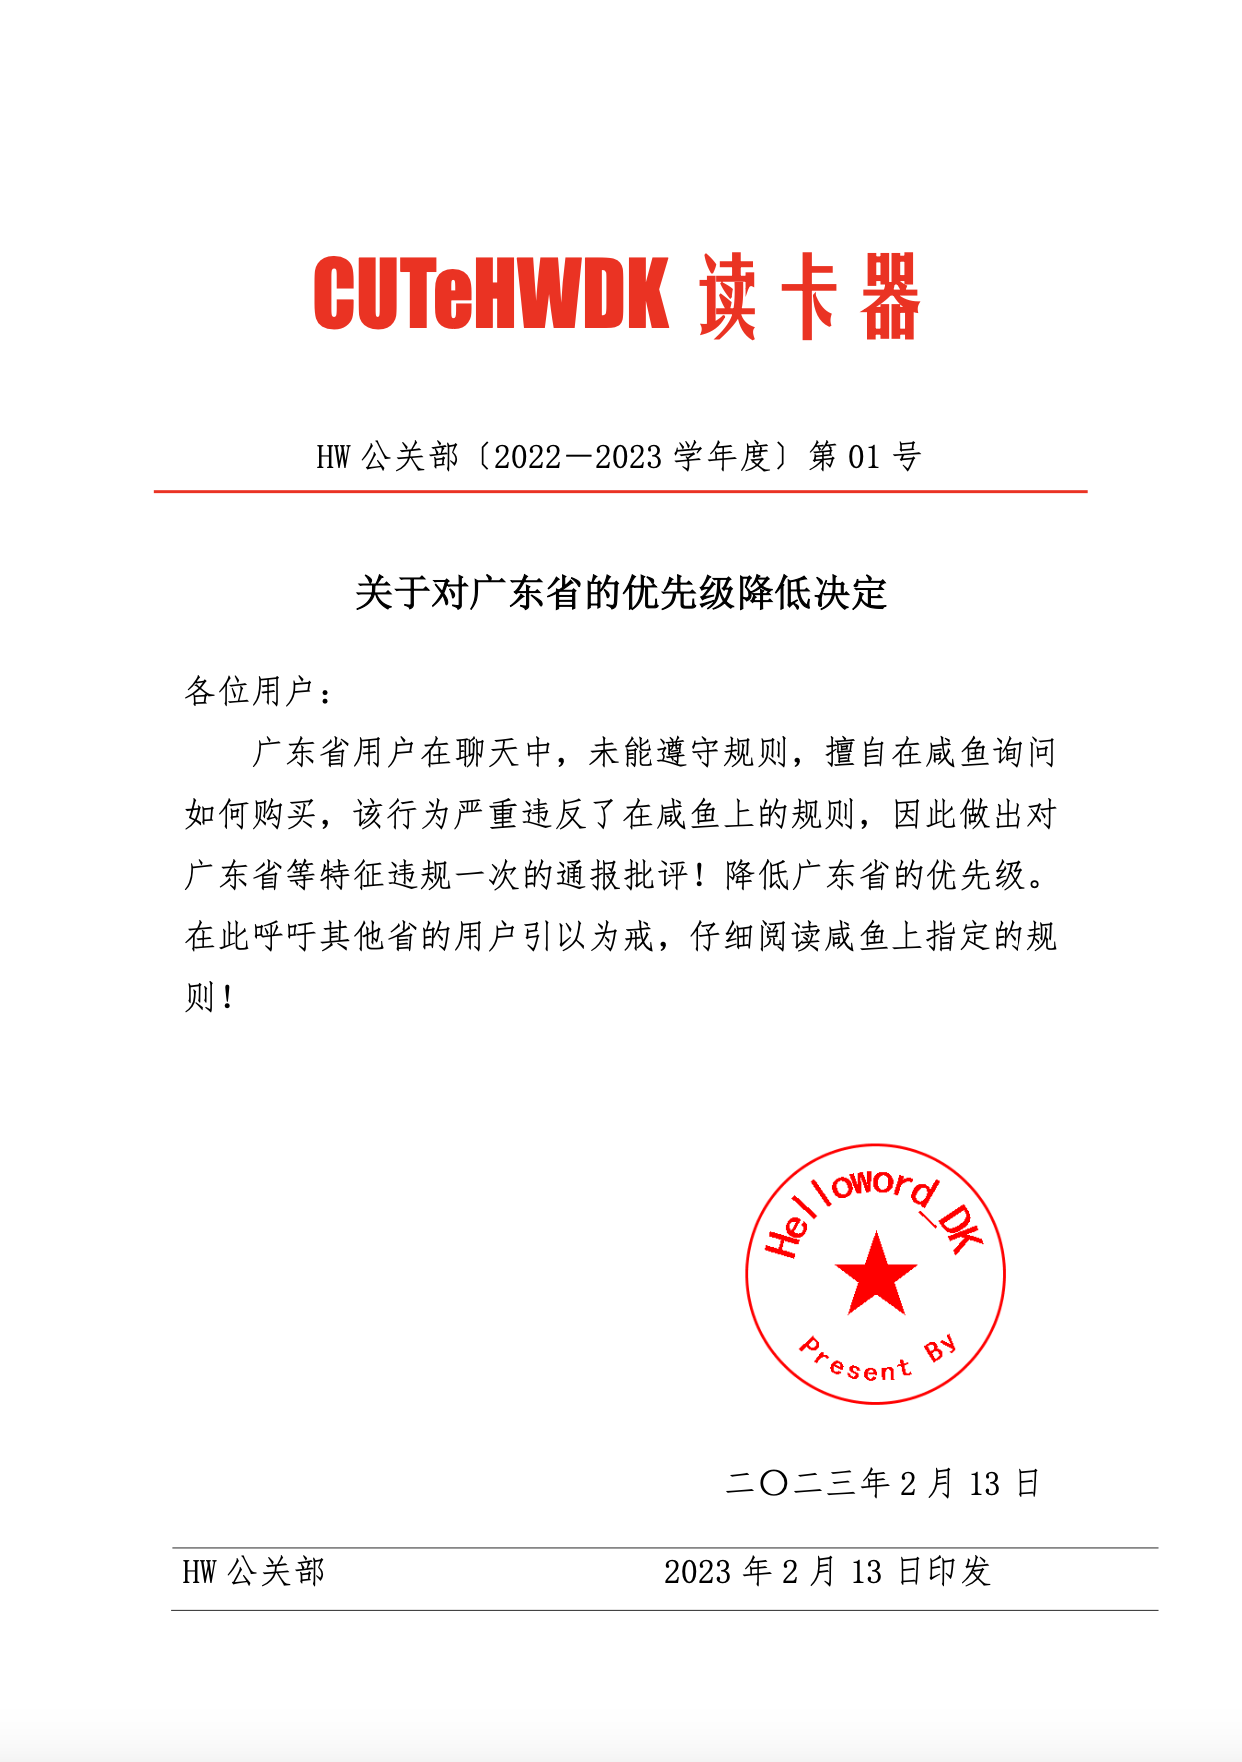 CUTeHWDK 读卡器
HW 公关部〔2022－2023 学年度〕第 01 号
关于对广东省的优先级降低决定
各位用户：
广东省用户在聊天中，未能遵守规则，擅自在咸鱼询问
如何购买，该行为严重违反了在咸鱼上的规则，因此做出对
广东省等特征违规一次的通报批评！降低广东省的优先级。
在此呼吁其他省的用户引以为戒，仔细阅读咸鱼上指定的规
则！
Helloword_DK
Present By
二〇二三年 2 月 13 日
HW 公关部 2023 年 2 月 13 日印发